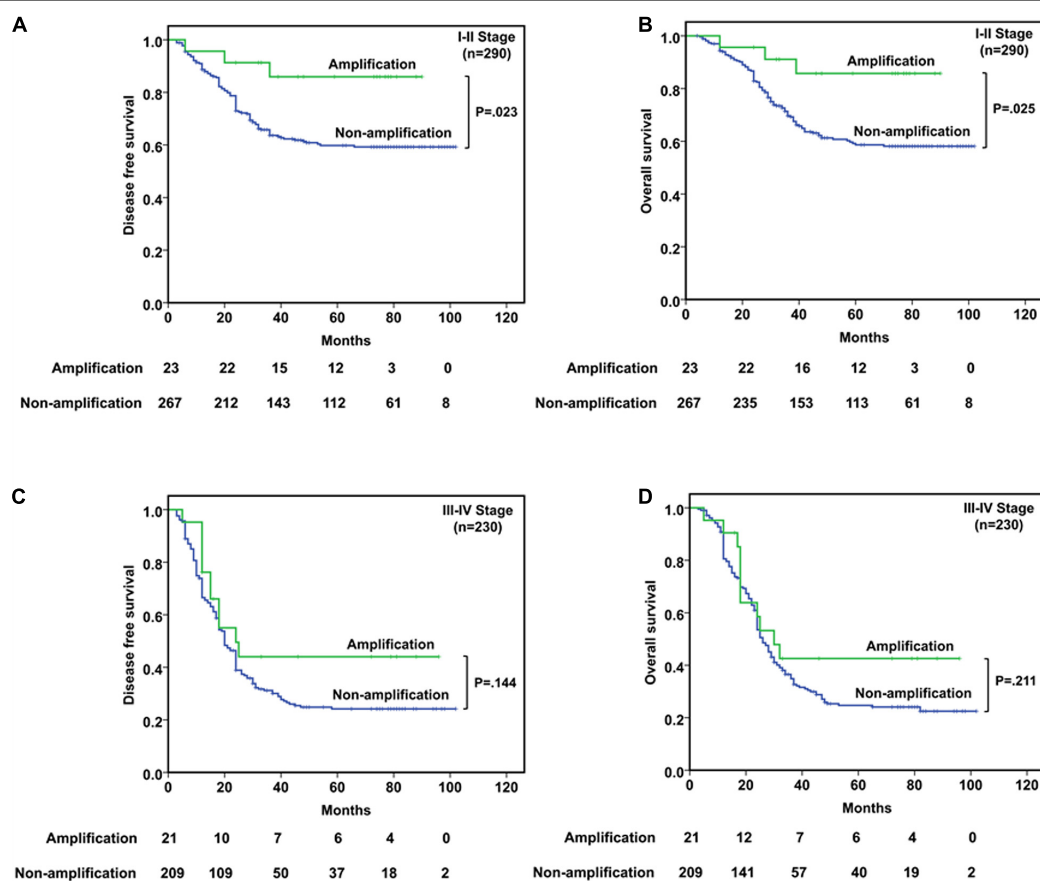 A
I-II Stage
(n=290)
Disease free survival
1.0
0.8
0.6
0.4
0.2
0.0
Amplification
Non-amplification
P=.023
0 20 40 60 80 100 120
Months
Amplification 23 22 15 12 3 0
Non-amplification 267 212 143 112 61 8
B
I-II Stage
(n=290)
Overall survival
1.0
0.8
0.6
0.4
0.2
0.0
Amplification
Non-amplification
P=.025
0 20 40 60 80 100 120
Months
Amplification 23 22 16 12 3 0
Non-amplification 267 235 153 113 61 8
C
III-IV Stage
(n=230)
Disease free survival
1.0
0.8
0.6
0.4
0.2
0.0
Amplification
Non-amplification
P=.144
0 20 40 60 80 100 120
Months
Amplification 21 10 7 6 4 0
Non-amplification 209 109 50 37 18 2
D
III-IV Stage
(n=230)
Overall survival
1.0
0.8
0.6
0.4
0.2
0.0
Amplification
Non-amplification
P=.211
0 20 40 60 80 100 120
Months
Amplification 21 12 7 6 4 0
Non-amplification 209 141 57 40 19 2